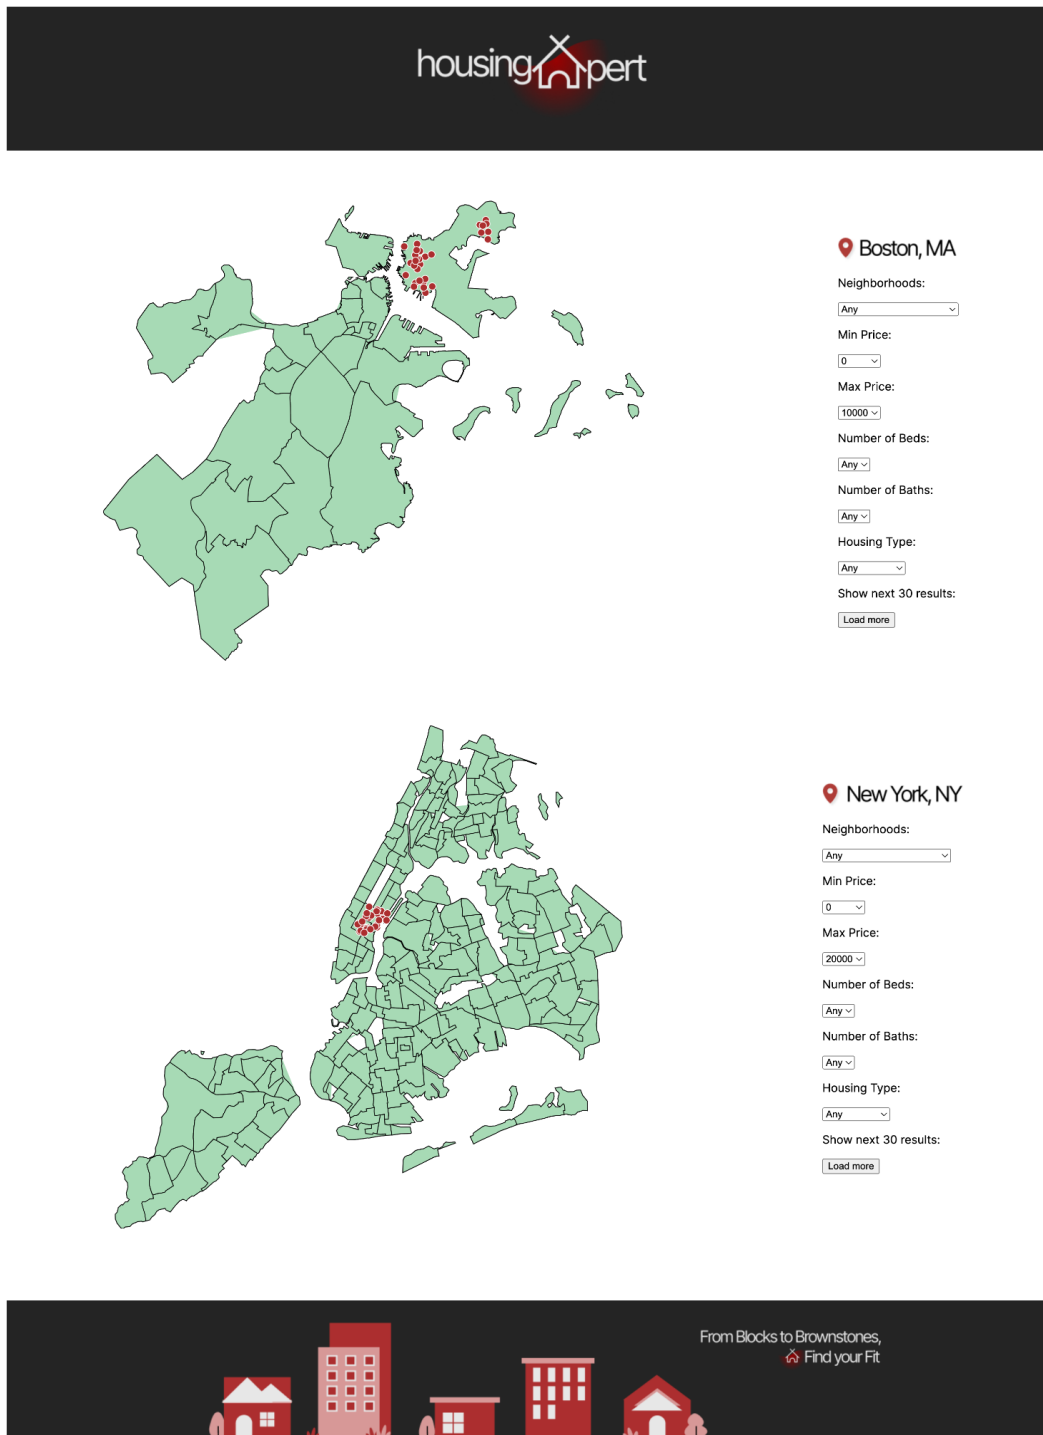 housing pert
Boston, MA
Neighborhoods:
Any
Min Price:
0
Max Price:
10000
Number of Beds:
Any
Number of Baths:
Any
Housing Type:
Any
Show next 30 results:
Load more
New York, NY
Neighborhoods:
Any
Min Price:
0
Max Price:
20000
Number of Beds:
Any
Number of Baths:
Any
Housing Type:
Any
Show next 30 results:
Load more
From Blocks to Brownstones,
Find your Fit